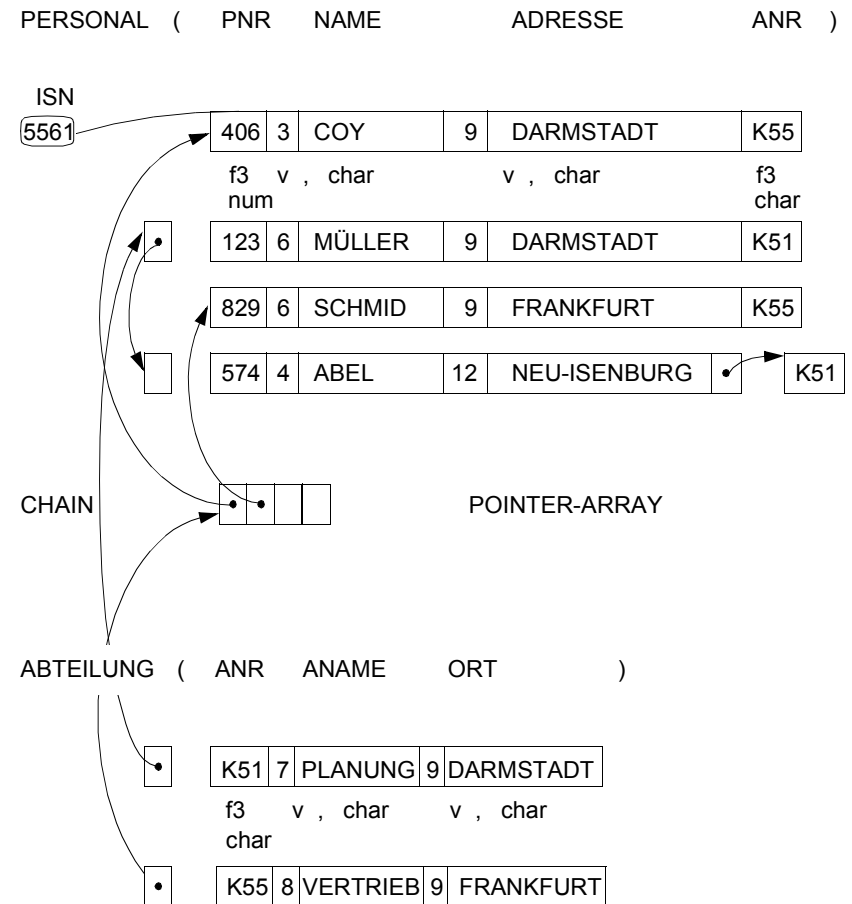 PERSONAL ( PNR NAME ADRESSE ANR )
ISN
5561
406 3 COY 9 DARMSTADT K55
f3 v , char v , char f3
num char
123 6 MÜLLER 9 DARMSTADT K51
829 6 SCHMID 9 FRANKFURT K55
574 4 ABEL 12 NEU-ISENBURG K51
CHAIN POINTER-ARRAY
ABTEILUNG ( ANR ANAME ORT )
K51 7 PLANUNG 9 DARMSTADT
f3 v , char v , char
char
K55 8 VERTRIEB 9 FRANKFURT